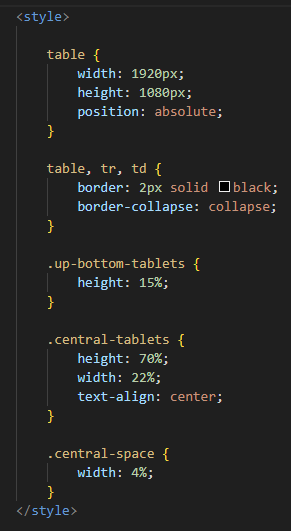 <style>
table {
width: 1920px;
height: 1080px;
position: absolute;
}
table, tr, td {
border: 2px solid black;
border-collapse: collapse;
}
.up-bottom-tablets {
height: 15%;
}
.central-tablets {
height: 70%;
width: 22%;
text-align: center;
}
.central-space {
width: 4%;
}
</style>